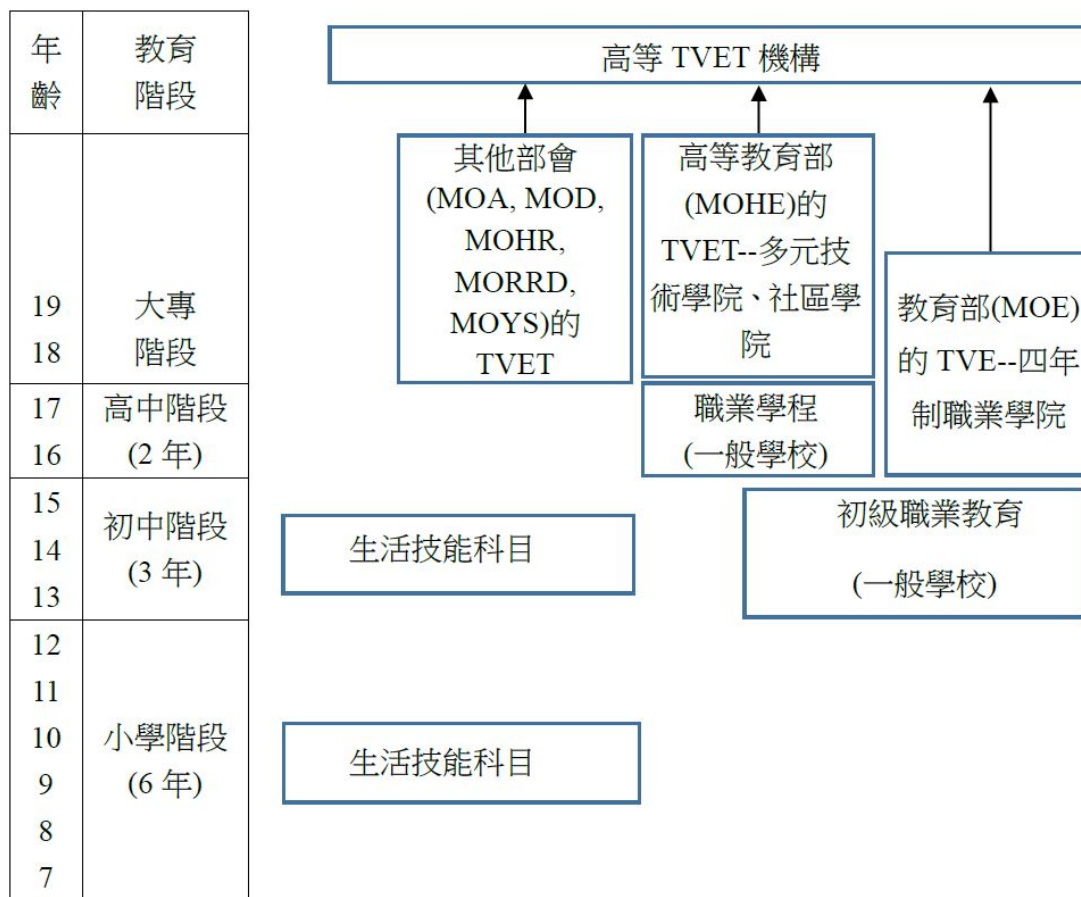 年
齡
教育
階段
高等 TVET 機構
其他部會
(MOA, MOD,
MOHR,
MORRD,
MOYS)的
TVET
高等教育部
(MOHE)的
TVET--多元技
術學院、社區學
院
教育部(MOE)
的 TVE--四年
制職業學院
19
18
大專
階段
17
16
高中階段
(2 年)
職業學程
(一般學校)
15
14
13
初中階段
(3 年)
生活技能科目
初級職業教育
(一般學校)
12
11
10
9
8
7
小學階段
(6 年)
生活技能科目